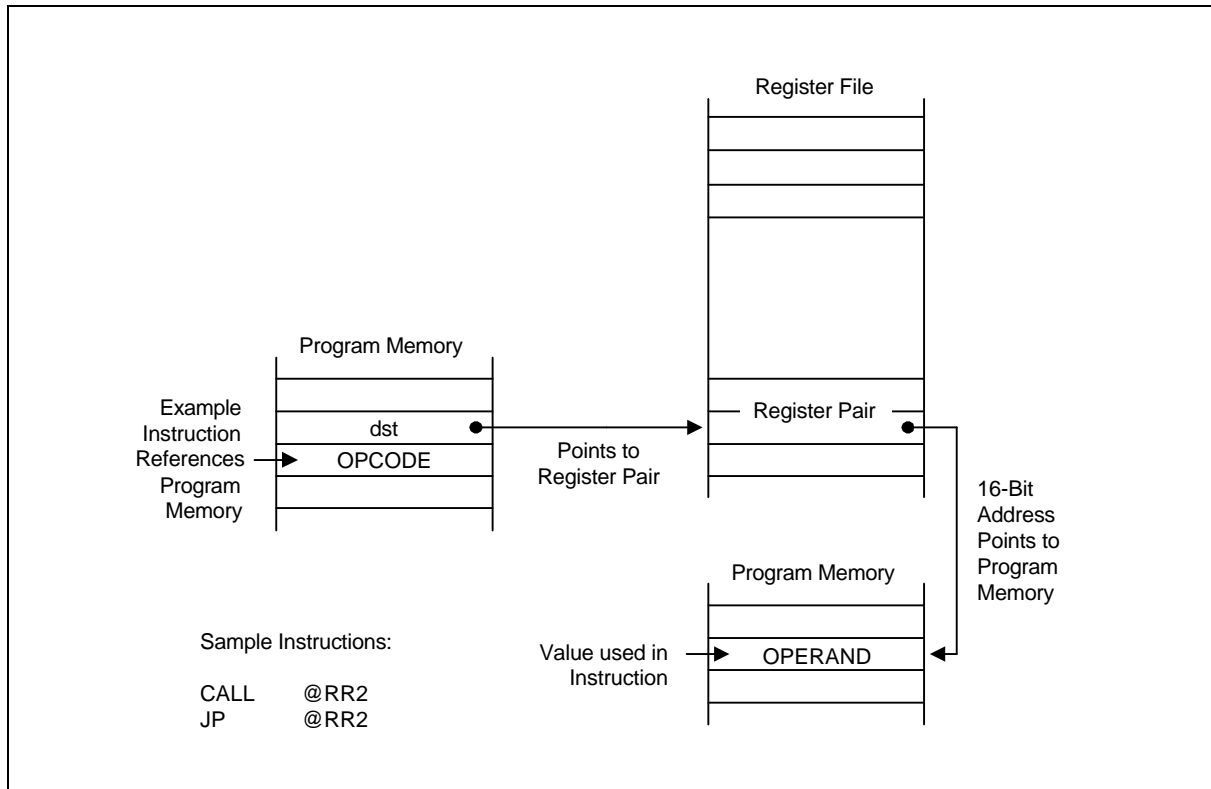 Register File
Program Memory
Example
Instruction
References
Program
Memory
dst
OPCODE
Points to
Register Pair
Register Pair
16-Bit
Address
Points to
Program
Memory
Program Memory
Value used in
Instruction
OPERAND
Sample Instructions:
CALL @RR2
JP @RR2